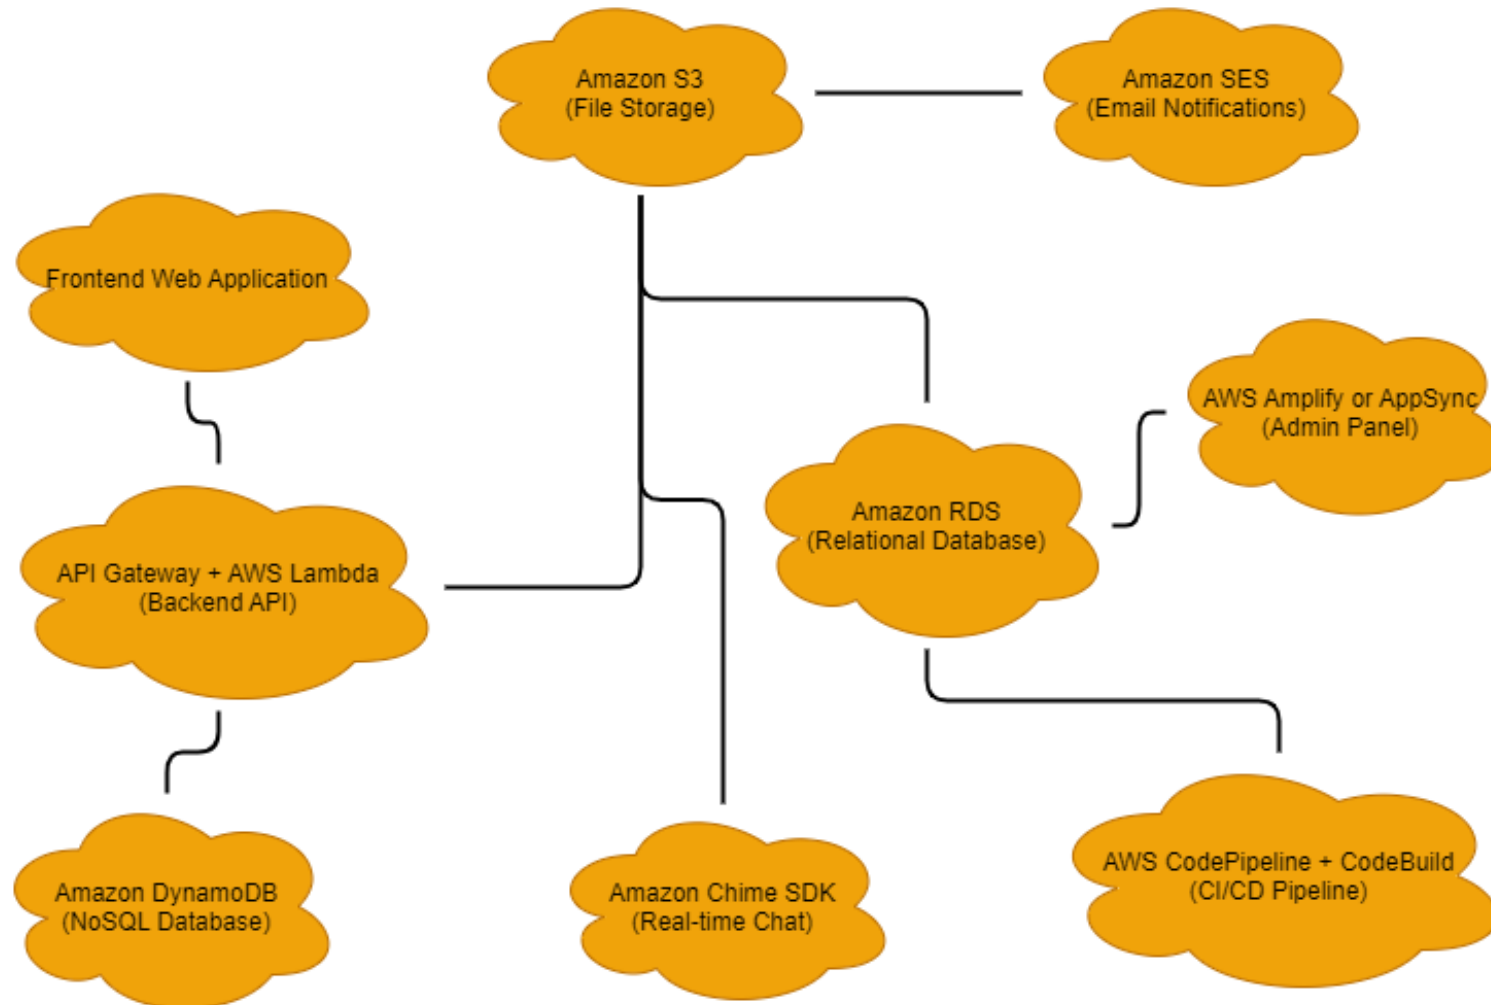 Amazon S3
(File Storage)
Amazon SES
(Email Notifications)
Frontend Web Application
AWS Amplify or AppSync
(Admin Panel)
Amazon RDS
(Relational Database)
API Gateway + AWS Lambda
(Backend API)
Amazon DynamoDB
(NoSQL Database)
Amazon Chime SDK
(Real-time Chat)
AWS CodePipeline + CodeBuild
(CI/CD Pipeline)